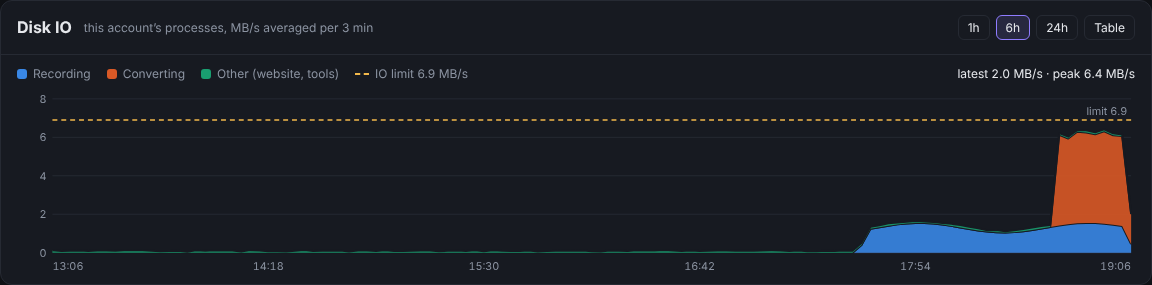 Disk IO this account's processes, MB/s averaged per 3 min 1h 6h 24h Table
Recording Converting Other (website, tools) IO limit 6.9 MB/s latest 2.0 MB/s · peak 6.4 MB/s
8
limit 6.9
6
4
2
0
13:06 14:18 15:30 16:42 17:54 19:06